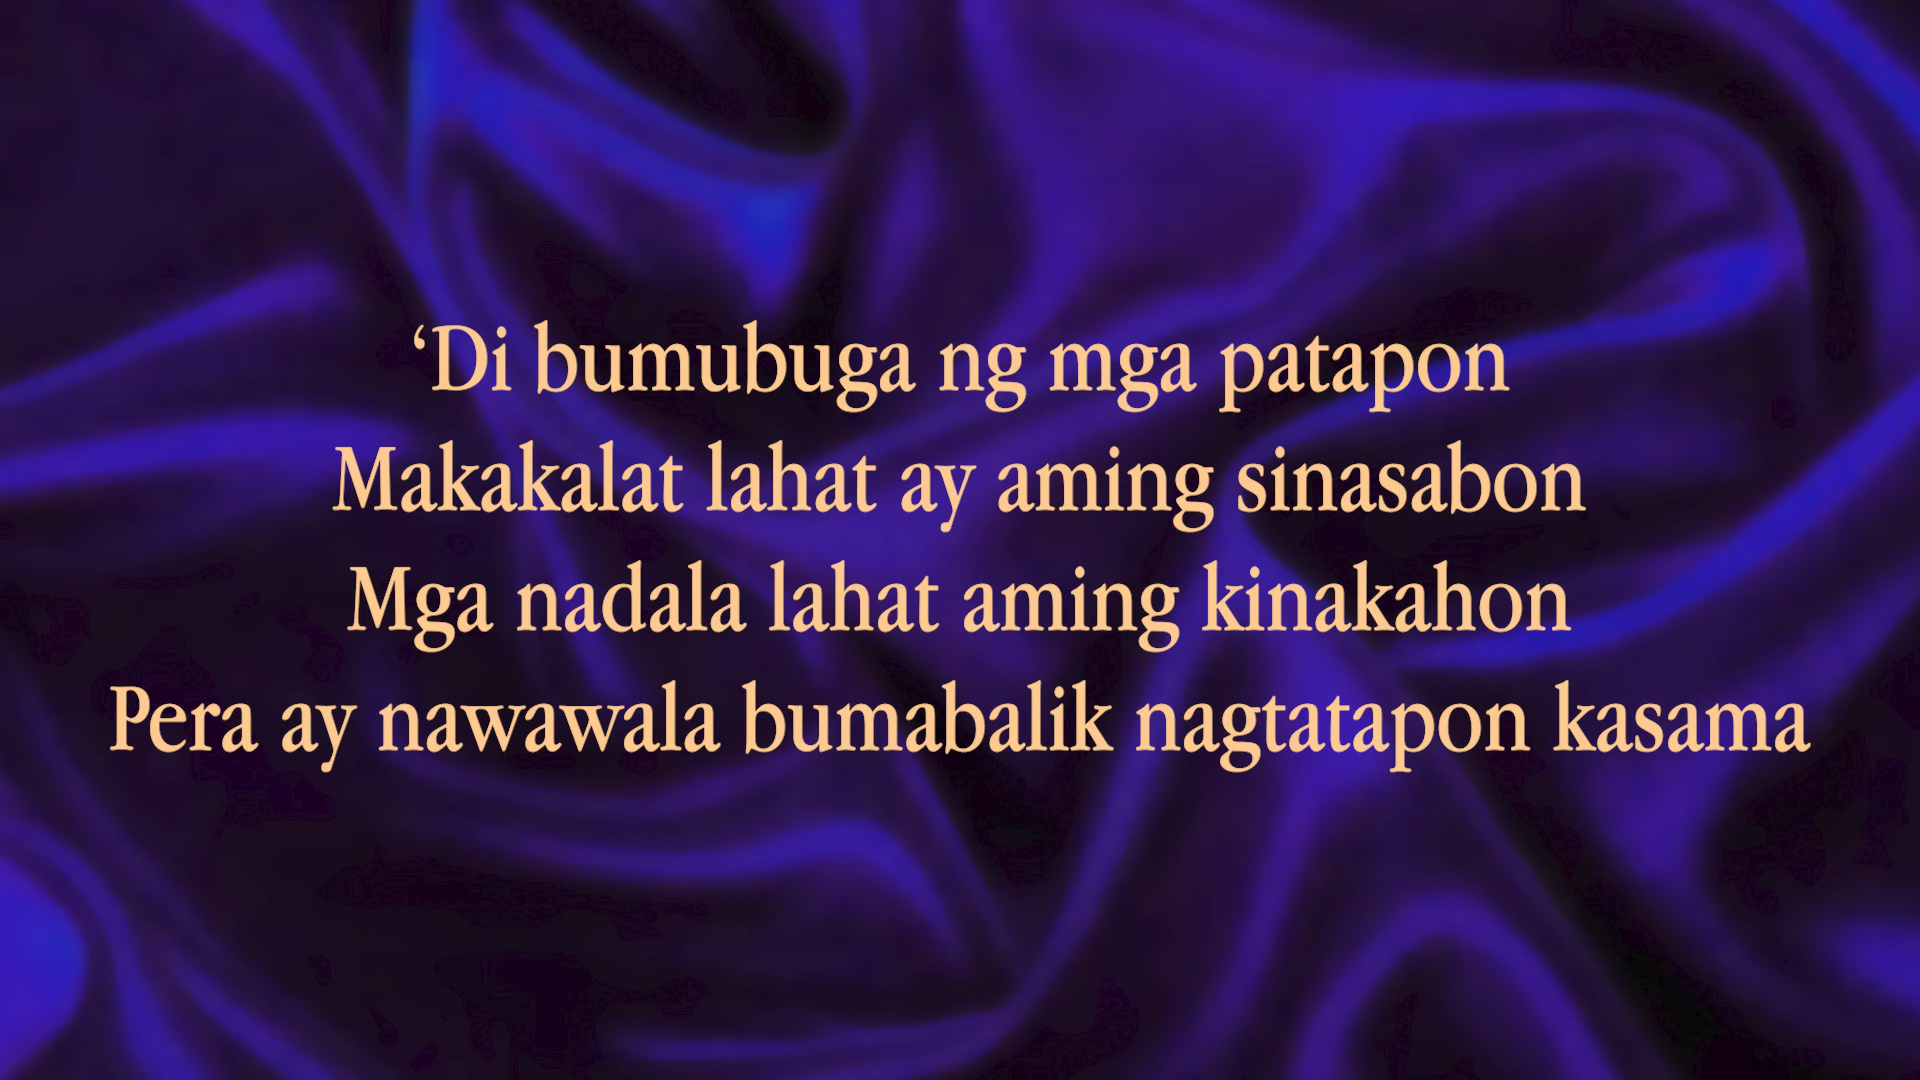 ‘Di bumubuga ng mga patapon
Makakalat lahat ay aming sinasabon
Mga nadala lahat aming kinakahon
Pera ay nawawala bumabalik nagtatapon kasama